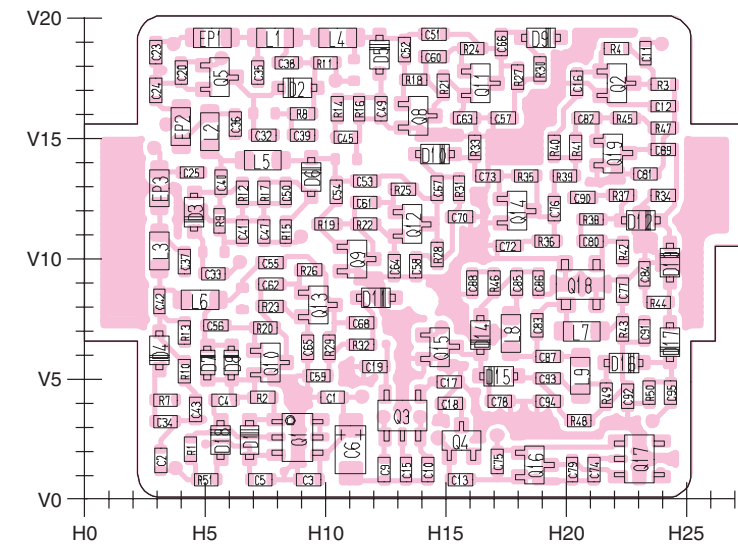 V20
EP1 L1 L4 D5 C52 C51 C60 R24 C66 D9 R4 C11
C23 C20 Q5 C35 C38 R11 R18 R21 Q11 R27 R30 C16 Q2 R3
C24 D2 R14 R16 C49 Q8 C12
EP2 L2 C36 R8 C63 C57 C82 R45 R47
V15
C32 C39 C45 D10 R33 R40 R41 Q19 C89
L5
EP3 C25 C40 D6 C53 R25 C67 R31 C73 R35 R39 C81
D3 R9 R12 R17 C50 C54 C61 C90 R37 R34
C41 C47 R15 R19 R22 Q12 C70 Q14 C76 R38
L3 C37 Q9 R28 C72 R36 C80 R42
V10
C33 C55 R26 C64 C58 C84 D13
C42 L6 C62 Q13 C88 R46 C85 C86 Q18 C77
R23 R44
R13 C56 R20 C68 Q15 L8 C83 L7 R43 C91 D17
D4 D7 D8 Q10 C65 R29 R32 C87 D16
R10 C59 C19 D15 C93 L9
V5
C17 R49 C92 R50 C95
R7 C43 C4 R2 C1 Q3 C18 C78 C94
C34 R48
C2 R1 D18 D1 Q1 C6 Q4 Q17
C9 C15 C10 C75 Q16 C79 C74
R51 C5 C3 C13
V0
H0 H5 H10 H15 H20 H25